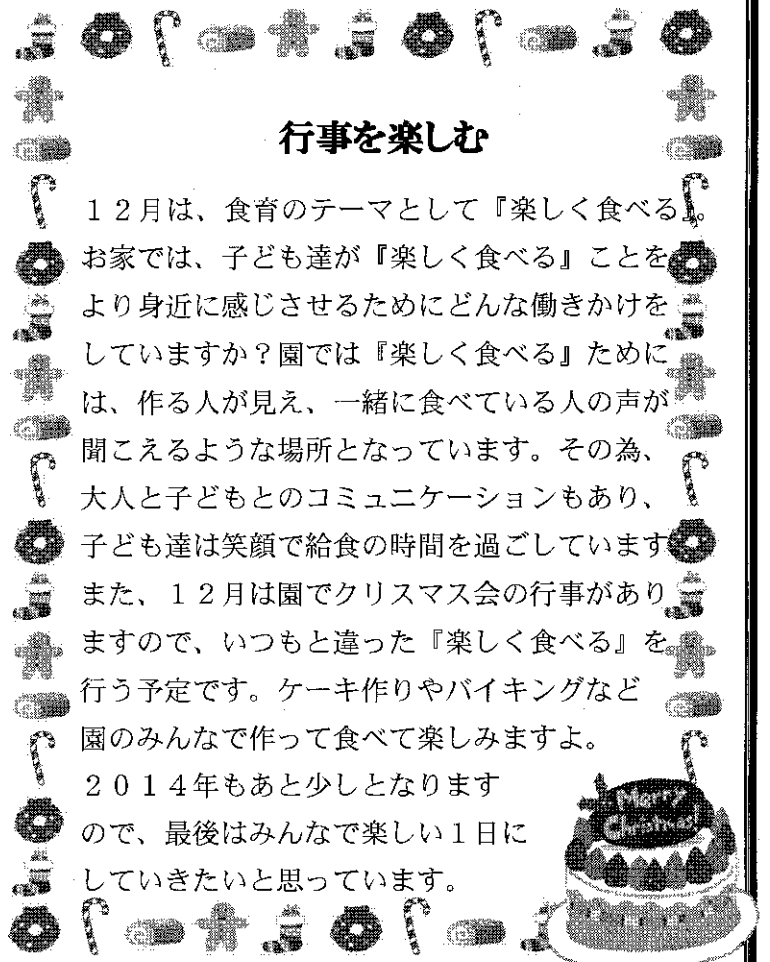 行事を楽しむ
１２月は、食育のテーマとして『楽しく食べる』。
お家では、子ども達が『楽しく食べる』ことを
より身近に感じさせるためにどんな働きかけを
していますか？園では『楽しく食べる』ために
は、作る人が見え、一緒に食べている人の声が
聞こえるような場所となっています。その為、
大人と子どもとのコミュニケーションもあり、
子ども達は笑顔で給食の時間を過ごしています
また、１２月は園でクリスマス会の行事があり
ますので、いつもと違った『楽しく食べる』を
行う予定です。ケーキ作りやバイキングなど
園のみんなで作って食べて楽しみますよ。
２０１４年もあと少しとなります
ので、最後はみんなで楽しい１日に
していきたいと思っています。
Merry
Christmas